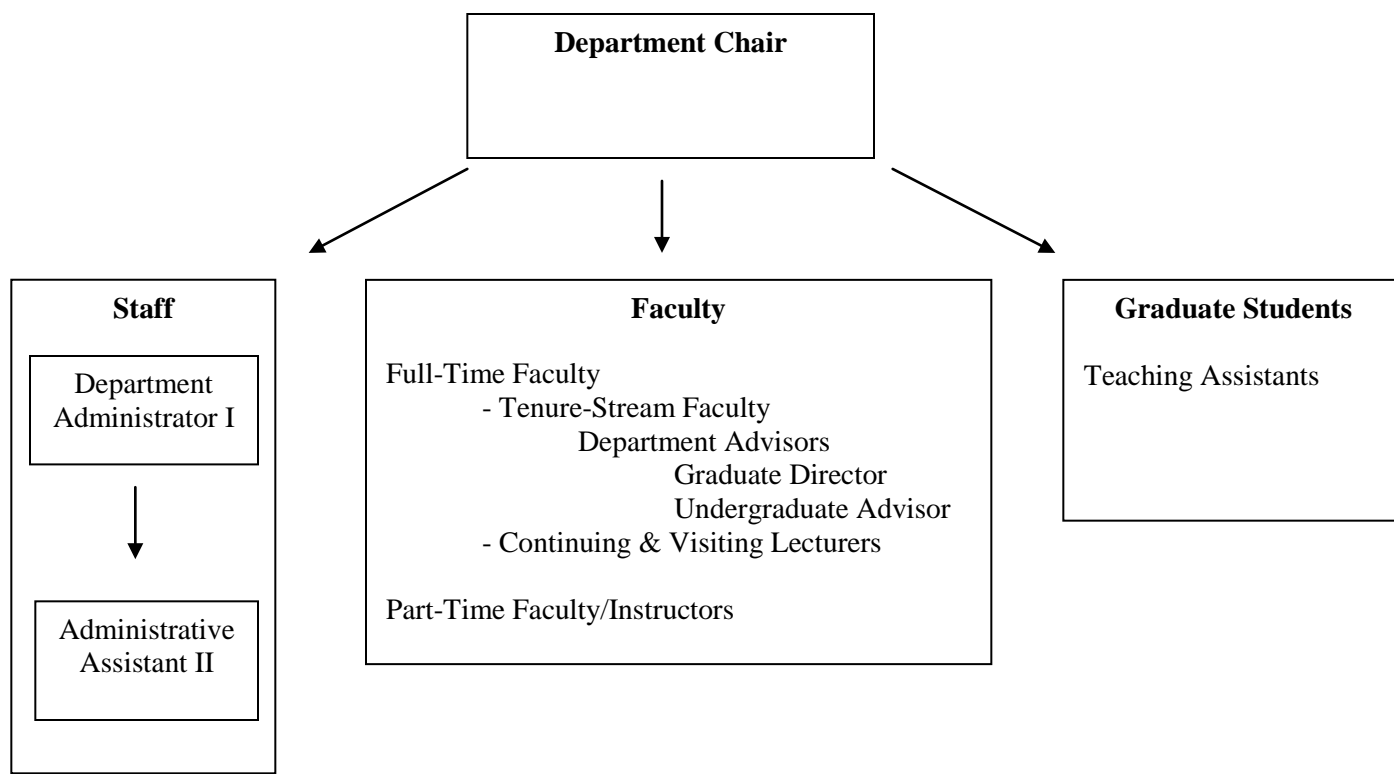 Department Chair
Staff
Department
Administrator I
Administrative
Assistant II
Faculty
Full-Time Faculty
- Tenure-Stream Faculty
Department Advisors
Graduate Director
Undergraduate Advisor
- Continuing & Visiting Lecturers
Part-Time Faculty/Instructors
Graduate Students
Teaching Assistants